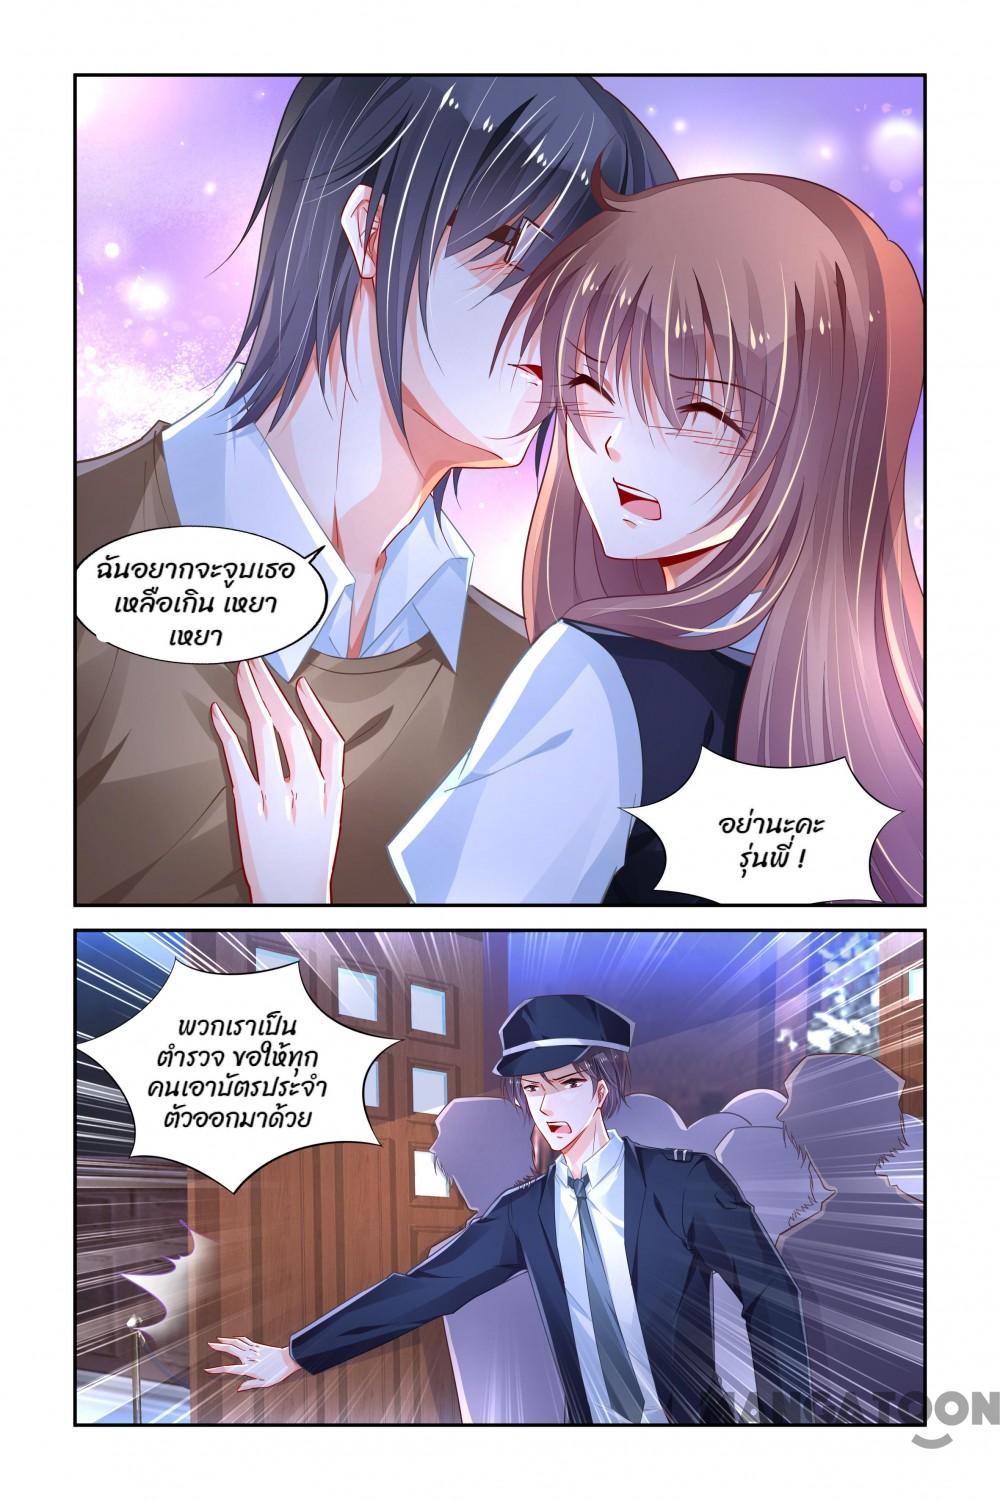 ฉันอยากจะจูบเธอ
เหลือเกิน เหยา
เหยา
อย่านะคะ
รุ่นพี่ !
พวกเราเป็น
ตำรวจ ขอให้ทุก
คนเอาบัตรประจำ
ตัวออกมาด้วย
MANGATOON